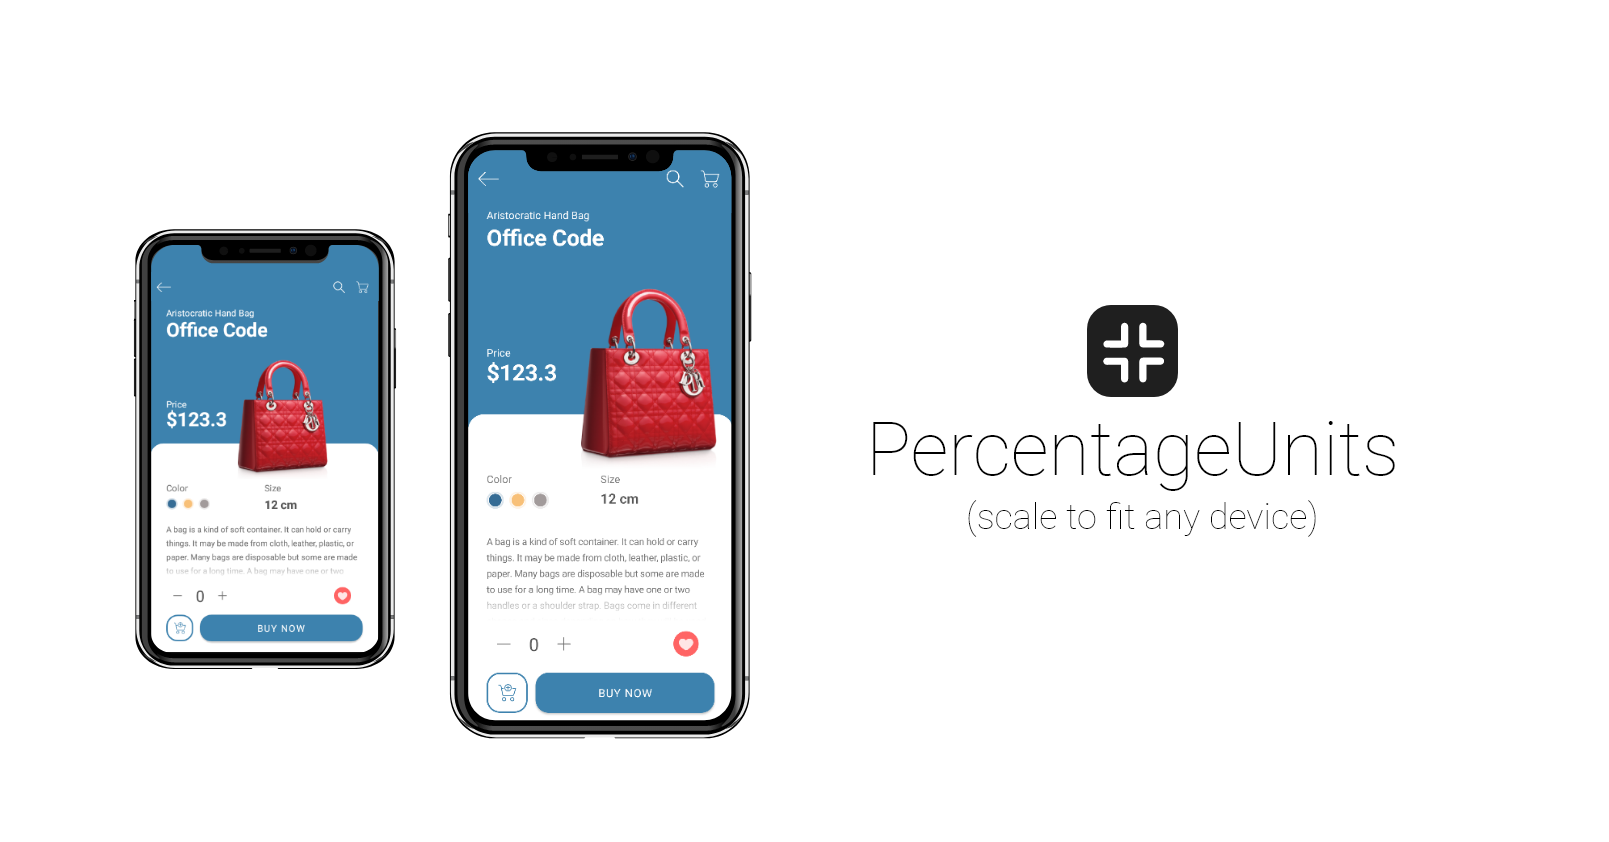 Aristocratic Hand Bag
Office Code
Price
$123.3
Color
Size
12 cm
A bag is a kind of soft container. It can hold or carry
things. It may be made from cloth, leather, plastic, or
paper. Many bags are disposable but some are made
to use for a long time. A bag may have one or two
0
BUY NOW
Aristocratic Hand Bag
Office Code
Price
$123.3
Color
Size
12 cm
A bag is a kind of soft container. It can hold or carry
things. It may be made from cloth, leather, plastic, or
paper. Many bags are disposable but some are made
to use for a long time. A bag may have one or two
handles or a shoulder strap. Bags come in different
0
BUY NOW
PercentageUnits
(scale to fit any device)